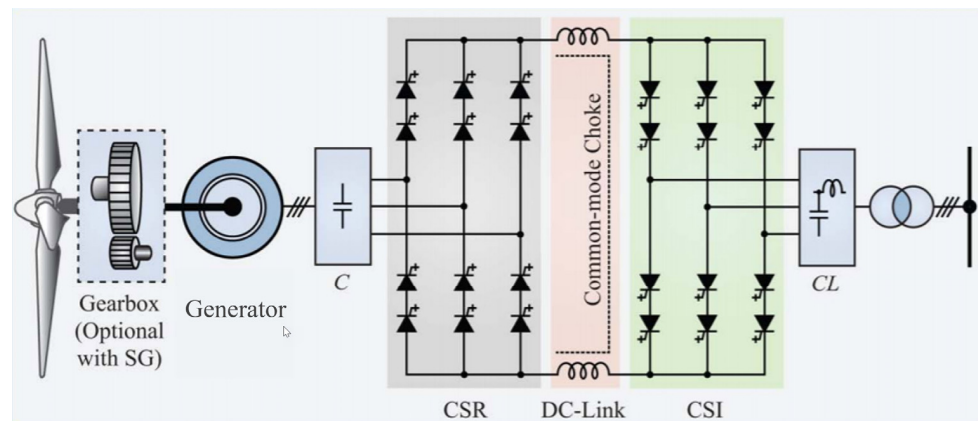 Gearbox
(Optional
with SG)
Generator
C
CSR
Common-mode Choke
DC-Link
CSI
CL